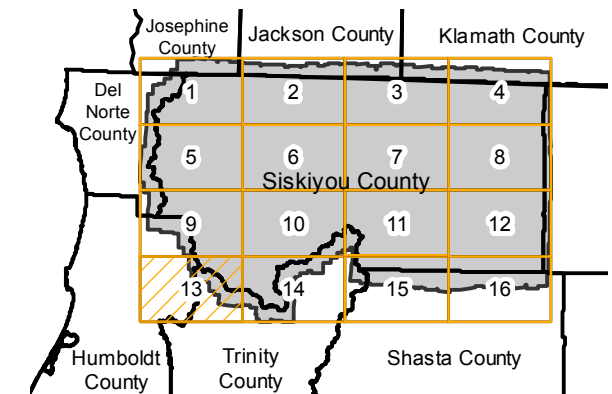 Josephine
County
Jackson County
Klamath County
Del
Norte
County
1
2
3
4
5
6
7
8
Siskiyou County
9
10
11
12
13
14
15
16
Humboldt
County
Trinity
County
Shasta County